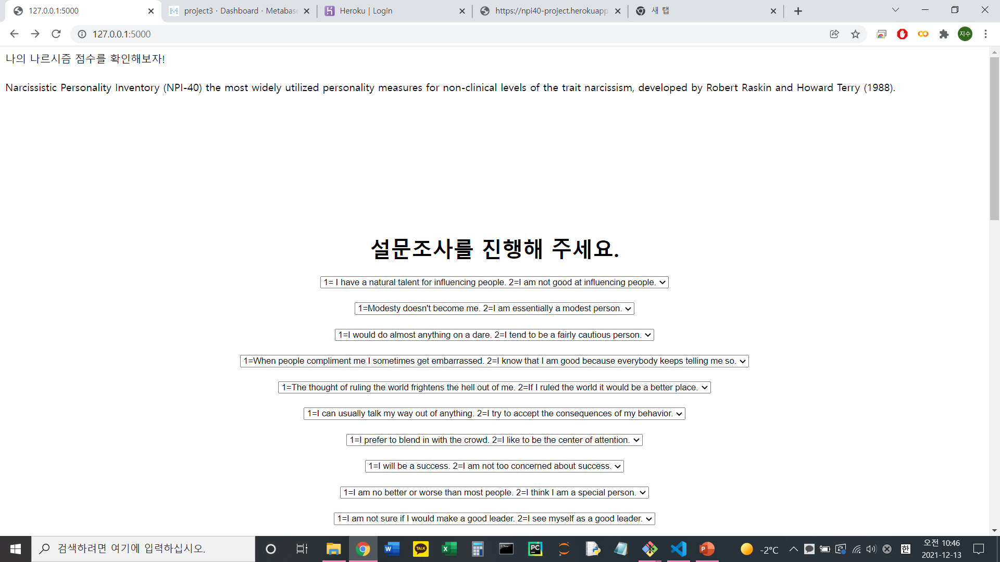 127.0.0.1:5000
project3 · Dashboard · Metabase
Heroku | Login
https://npi40-project.herokuapp
새 탭
127.0.0.1:5000
지수
나의 나르시즘 점수를 확인해보자!
Narcissistic Personality Inventory (NPI-40) the most widely utilized personality measures for non-clinical levels of the trait narcissism, developed by Robert Raskin and Howard Terry (1988).
설문조사를 진행해 주세요.
1= I have a natural talent for influencing people. 2=I am not good at influencing people.
1=Modesty doesn't become me. 2=I am essentially a modest person.
1=I would do almost anything on a dare. 2=I tend to be a fairly cautious person.
1=When people compliment me I sometimes get embarrassed. 2=I know that I am good because everybody keeps telling me so.
1=The thought of ruling the world frightens the hell out of me. 2=If I ruled the world it would be a better place.
1=I can usually talk my way out of anything. 2=I try to accept the consequences of my behavior.
1=I prefer to blend in with the crowd. 2=I like to be the center of attention.
1=I will be a success. 2=I am not too concerned about success.
1=I am no better or worse than most people. 2=I think I am a special person.
1=I am not sure if I would make a good leader. 2=I see myself as a good leader.
검색하려면 여기에 입력하십시오.
TALK
PC
-2°C
한
오전 10:46
2021-12-13